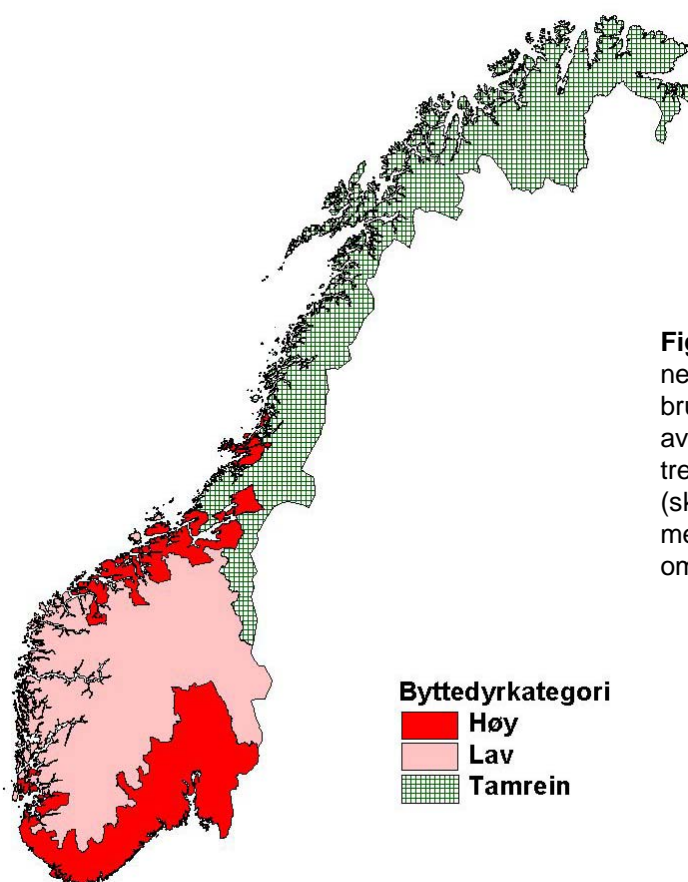 Fig
ne
bru
av
tre
(sk
me
om
Byttedyrkategori
Høy
Lav
Tamrein